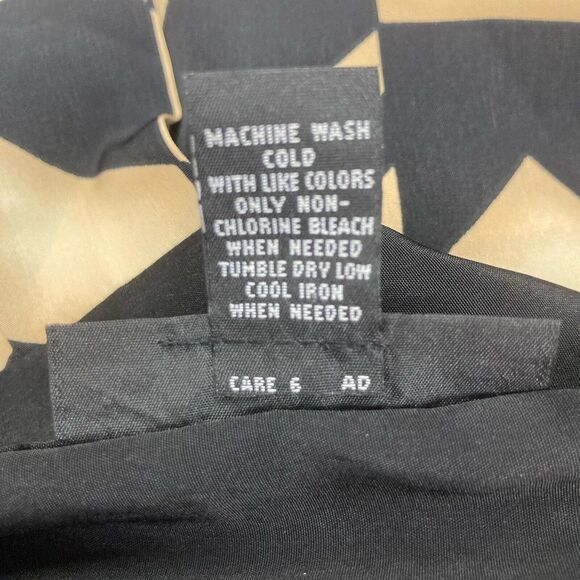 MACHINE WASH
COLD
WITH LIKE COLORS
ONLY NON-
CHLORINE BLEACH
WHEN NEEDED
TUMBLE DRY LOW
COOL IRON
WHEN NEEDED
CARE 6 AD